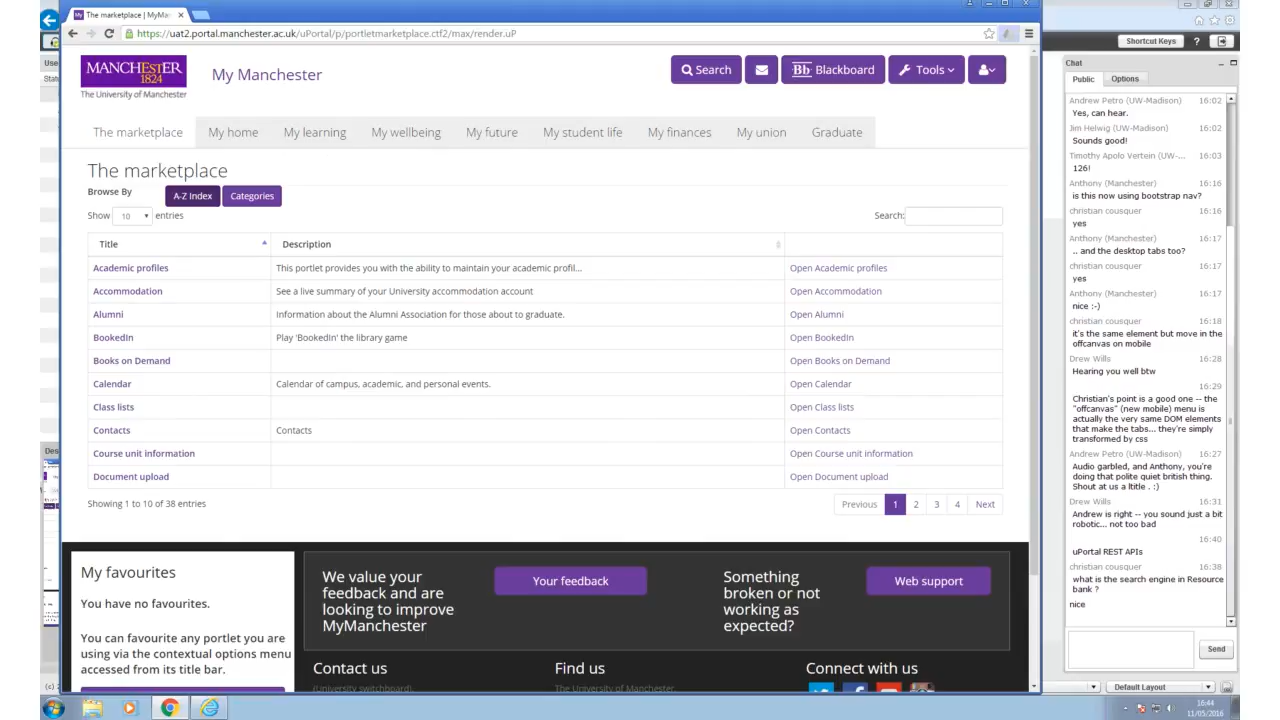 The marketplace | MyMa
https://uat2.portal.manchester.ac.uk/uPortal/p/portletmarketplace.ctf2/max/render.uP
MANCHESTER
1824
The University of Manchester
My Manchester
Search
Bb Blackboard
Tools
The marketplace
My home
My learning
My wellbeing
My future
My student life
My finances
My union
Graduate
The marketplace
Browse By
A-Z Index
Categories
Show 10 entries
Search:
Title Description
Academic profiles This portlet provides you with the ability to maintain your academic profil... Open Academic profiles
Accommodation See a live summary of your University accommodation account Open Accommodation
Alumni Information about the Alumni Association for those about to graduate. Open Alumni
BookedIn Play 'BookedIn' the library game Open BookedIn
Books on Demand Open Books on Demand
Calendar Calendar of campus, academic, and personal events. Open Calendar
Class lists Open Class lists
Contacts Contacts Open Contacts
Course unit information Open Course unit information
Document upload Open Document upload
Showing 1 to 10 of 38 entries
Previous 1 2 3 4 Next
My favourites
You have no favourites.
You can favourite any portlet you are
using via the contextual options menu
accessed from its title bar.
We value your
feedback and are
looking to improve
MyManchester
Your feedback
Something
broken or not
working as
expected?
Web support
Contact us
(University switchboard).
Find us
The University of Manchester.
Connect with us
Use
Stat
Des
(c)
Shortcut Keys
?
Chat
Public Options
Andrew Petro (UW-Madison) 16:02
Yes, can hear.
Jim Helwig (UW-Madison) 16:02
Sounds good!
Timothy Apolo Vertein (UW-... 16:03
126!
Anthony (Manchester) 16:16
is this now using bootstrap nav?
christian cousquer 16:16
yes
Anthony (Manchester) 16:17
.. and the desktop tabs too?
christian cousquer 16:17
yes
Anthony (Manchester) 16:17
nice :-)
christian cousquer 16:18
it's the same element but move in the
offcanvas on mobile
Drew Wills 16:28
Hearing you well btw
16:29
Christian's point is a good one -- the
"offcanvas" (new mobile) menu is
actually the very same DOM elements
that make the tabs... they're simply
transformed by css
Andrew Petro (UW-Madison) 16:27
Audio garbled, and Anthony, you're
doing that polite quiet british thing.
Shout at us a ltitle . :)
Drew Wills 16:31
Andrew is right -- you sound just a bit
robotic... not too bad
16:40
uPortal REST APIs
christian cousquer 16:38
what is the search engine in Resource
bank ?
nice
Send
Default Layout
16:44
11/05/2016